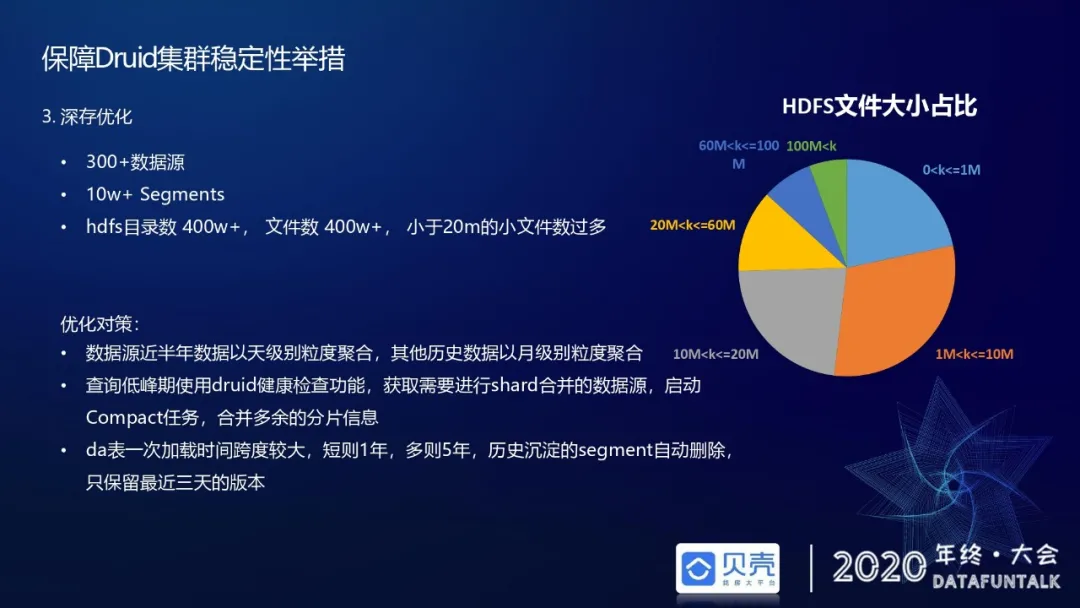 保障Druid集群稳定性举措
3. 深存优化
• 300+数据源
• 10w+ Segments
• hdfs目录数 400w+， 文件数 400w+， 小于20m的小文件数过多
优化对策：
• 数据源近半年数据以天级别粒度聚合，其他历史数据以月级别粒度聚合
• 查询低峰期使用druid健康检查功能，获取需要进行shard合并的数据源，启动
Compact任务，合并多余的分片信息
• da表一次加载时间跨度较大，短则1年，多则5年，历史沉淀的segment自动删除，
只保留最近三天的版本
HDFS文件大小占比
60M<k<=100
M
100M<k
0<k<=1M
20M<k<=60M
10M<k<=20M
1M<k<=10M
贝壳
找房大平台
2020
年终·大会
DATAFUNTALK